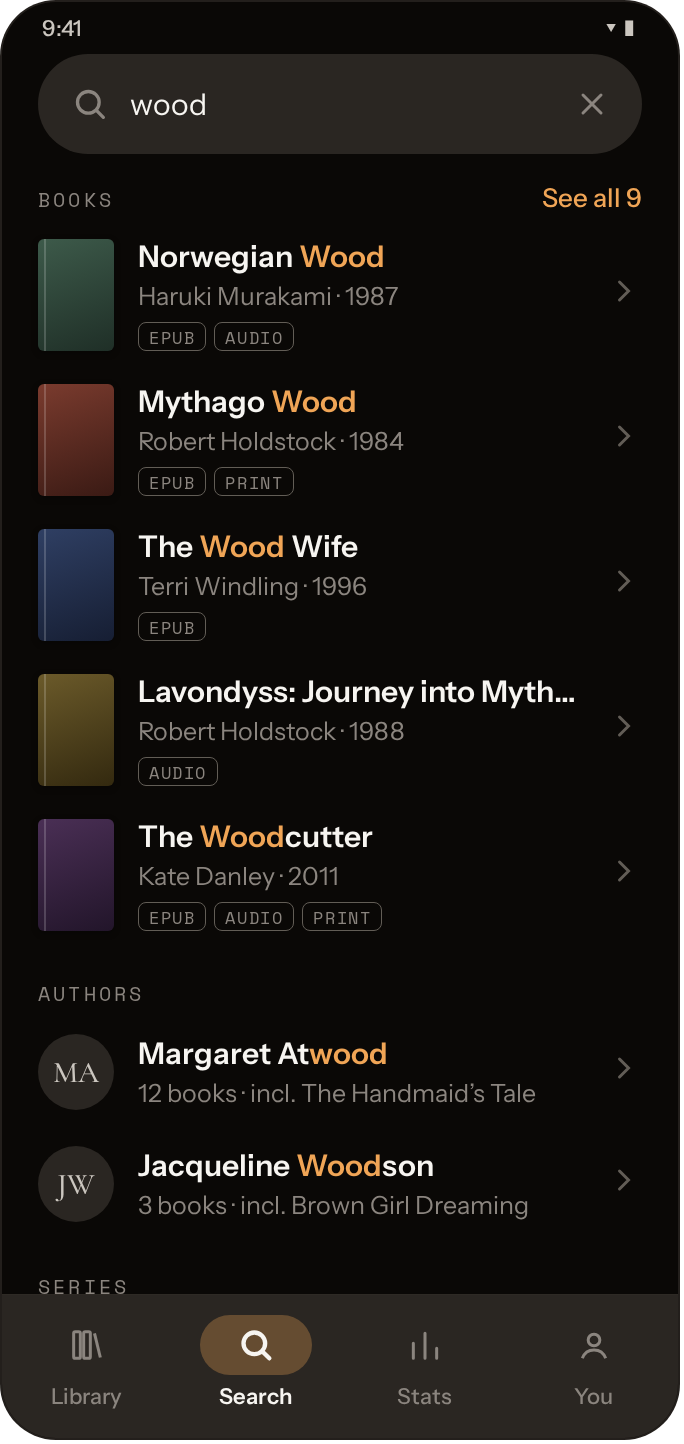 9:41
wood
BOOKS
See all 9
Norwegian Wood
Haruki Murakami · 1987
EPUB AUDIO
Mythago Wood
Robert Holdstock · 1984
EPUB PRINT
The Wood Wife
Terri Windling · 1996
EPUB
Lavondyss: Journey into Myth...
Robert Holdstock · 1988
AUDIO
The Woodcutter
Kate Danley · 2011
EPUB AUDIO PRINT
AUTHORS
MA
Margaret Atwood
12 books · incl. The Handmaid’s Tale
JW
Jacqueline Woodson
3 books · incl. Brown Girl Dreaming
SERIES
Library
Search
Stats
You